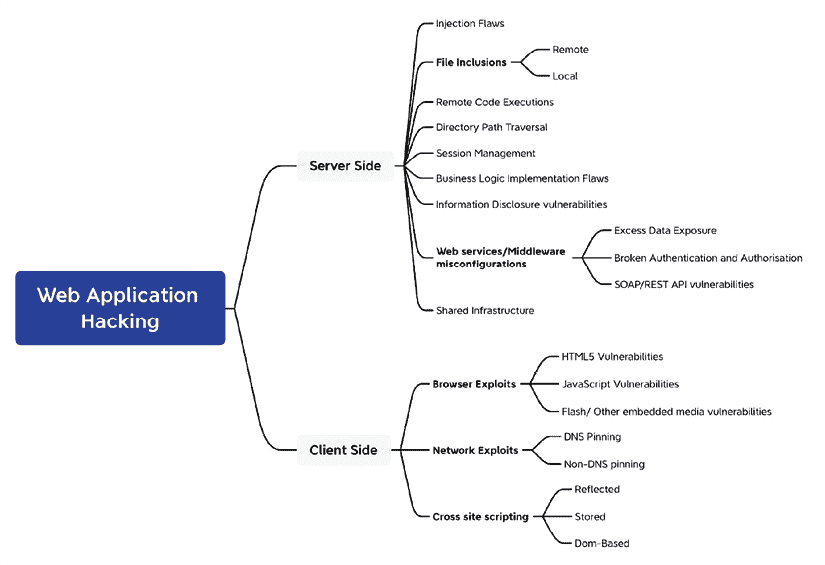 Web Application
Hacking
Server Side
Injection Flaws
File Inclusions
Remote
Local
Remote Code Executions
Directory Path Traversal
Session Management
Business Logic Implementation Flaws
Information Disclosure vulnerabilities
Web services/Middleware
misconfigurations
Excess Data Exposure
Broken Authentication and Authorisation
SOAP/REST API vulnerabilities
Shared Infrastructure
Client Side
Browser Exploits
HTML5 Vulnerabilities
JavaScript Vulnerabilities
Flash/ Other embedded media vulnerabilities
Network Exploits
DNS Pinning
Non-DNS pinning
Cross site scripting
Reflected
Stored
Dom-Based